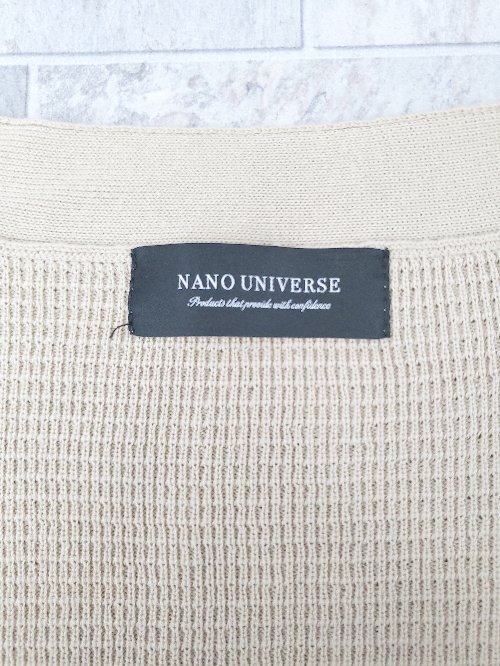 NANO UNIVERSE
Products that provide with confidence